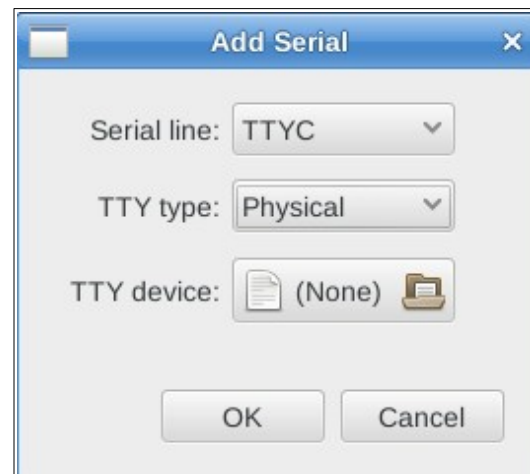 Add Serial
Serial line: TTYC
TTY type: Physical
TTY device: (None)
OK Cancel